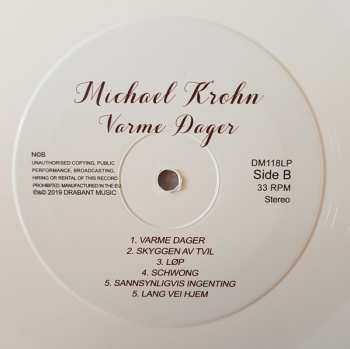 Michael Krohn
Varme Dager
NCB
UNAUTHORISED COPYING, PUBLIC
PERFORMANCE, BROADCASTING,
HIRING OR RENTAL OF THIS RECORD
PROHIBITED. MANUFACTURED IN THE EU
℗&© 2019 DRABANT MUSIC
DM118LP
Side B
33 RPM
Stereo
1. VARME DAGER
2. SKYGGEN AV TVIL
3. LØP
4. SCHWONG
5. SANNSYNLIGVIS INGENTING
5. LANG VEI HJEM